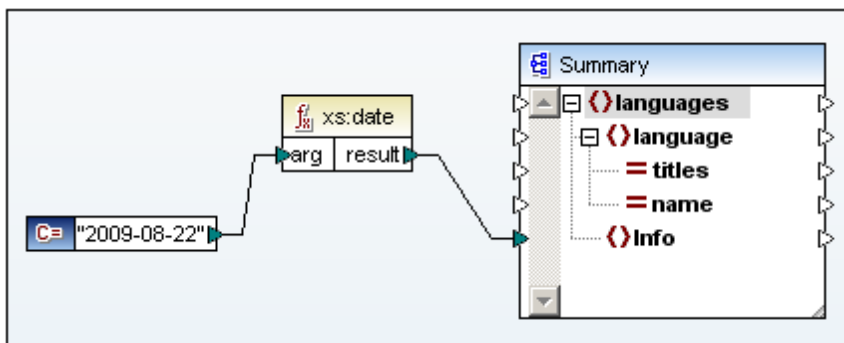 Summary
languages
xs:date
language
arg result
titles
name
C= "2009-08-22"
Info